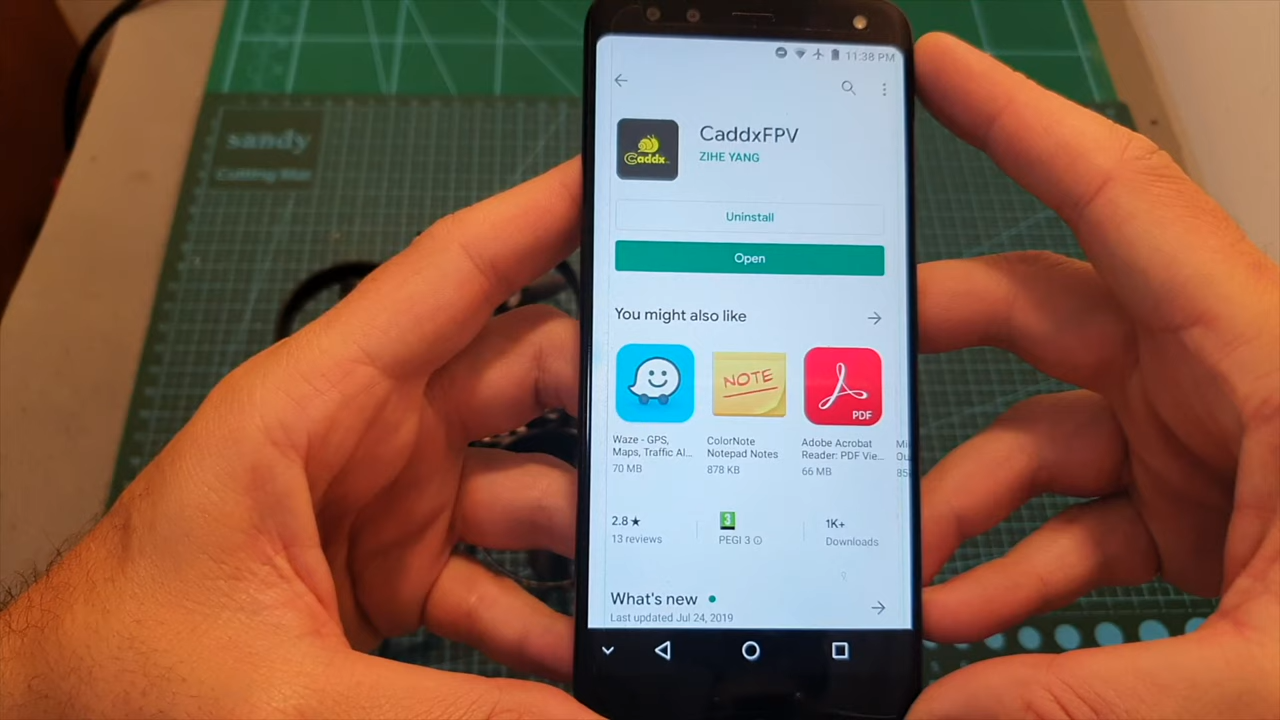 sandy
Cutting Mat
11:38 PM
Caddx
CaddxFPV
ZIHE YANG
Uninstall
Open
You might also like
NOTE
PDF
Waze - GPS,
Maps, Traffic Al...
70 MB
ColorNote
Notepad Notes
878 KB
Adobe Acrobat
Reader: PDF Vie...
66 MB
Mi
Ou
2.8★
13 reviews
3
PEGI 3
1K+
Downloads
What's new
Last updated Jul 24, 2019